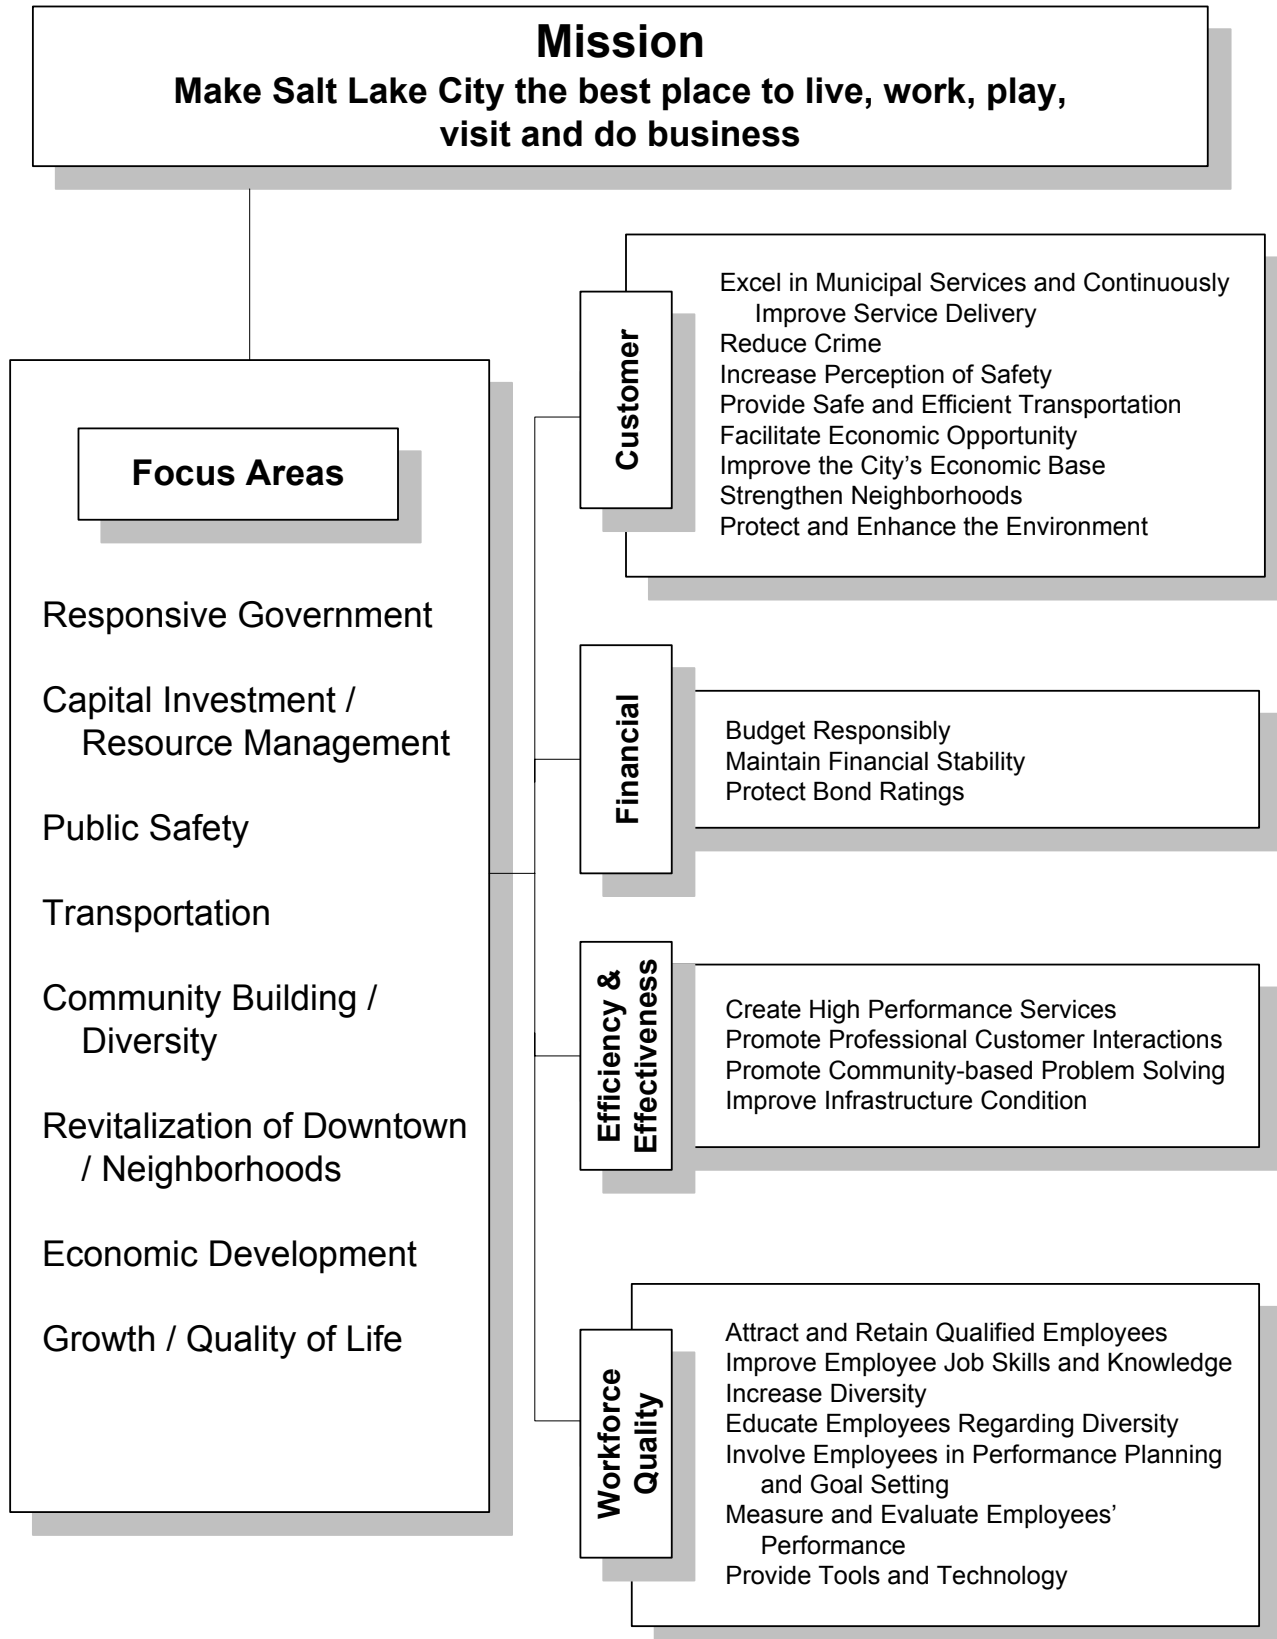 Mission
Make Salt Lake City the best place to live, work, play,
visit and do business
Focus Areas
Responsive Government
Capital Investment /
Resource Management
Public Safety
Transportation
Community Building /
Diversity
Revitalization of Downtown
/ Neighborhoods
Economic Development
Growth / Quality of Life
Customer
Excel in Municipal Services and Continuously
Improve Service Delivery
Reduce Crime
Increase Perception of Safety
Provide Safe and Efficient Transportation
Facilitate Economic Opportunity
Improve the City’s Economic Base
Strengthen Neighborhoods
Protect and Enhance the Environment
Financial
Budget Responsibly
Maintain Financial Stability
Protect Bond Ratings
Efficiency &
Effectiveness
Create High Performance Services
Promote Professional Customer Interactions
Promote Community-based Problem Solving
Improve Infrastructure Condition
Workforce
Quality
Attract and Retain Qualified Employees
Improve Employee Job Skills and Knowledge
Increase Diversity
Educate Employees Regarding Diversity
Involve Employees in Performance Planning
and Goal Setting
Measure and Evaluate Employees’
Performance
Provide Tools and Technology